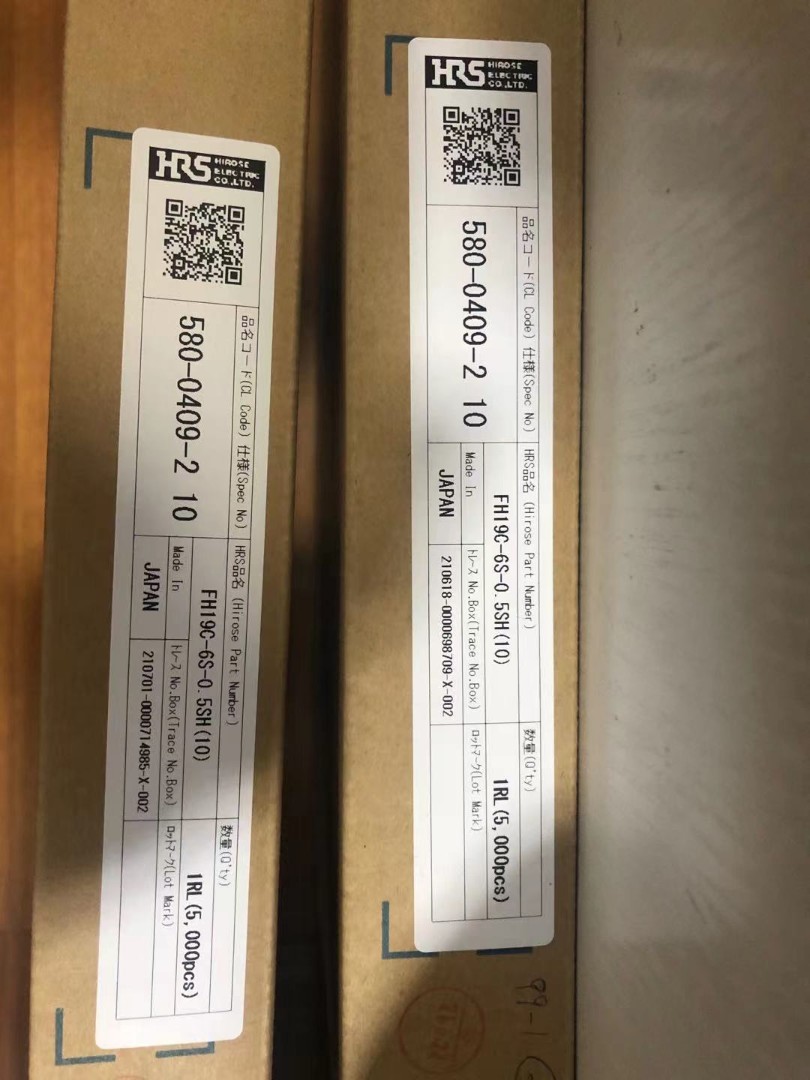 HRS HIROSE
ELECTRIC
CO.,LTD.
品名コード(CL Code) 仕様(Spec No)
580-0409-2 10
HRS品名 (Hirose Part Number)
FH19C-6S-0.5SH(10)
数量(Q'ty)
1RL(5,000pcs)
Made In
JAPAN
トレース No.Box(Trace No.Box)
210701-0000714985-X-002
ロットマーク(Lot Mark)
HRS HIROSE
ELECTRIC
CO.,LTD.
品名コード(CL Code) 仕様(Spec No)
580-0409-2 10
HRS品名 (Hirose Part Number)
FH19C-6S-0.5SH(10)
数量(Q'ty)
1RL(5,000pcs)
Made In
JAPAN
トレース No.Box(Trace No.Box)
210618-0000698709-X-002
ロットマーク(Lot Mark)
99-1